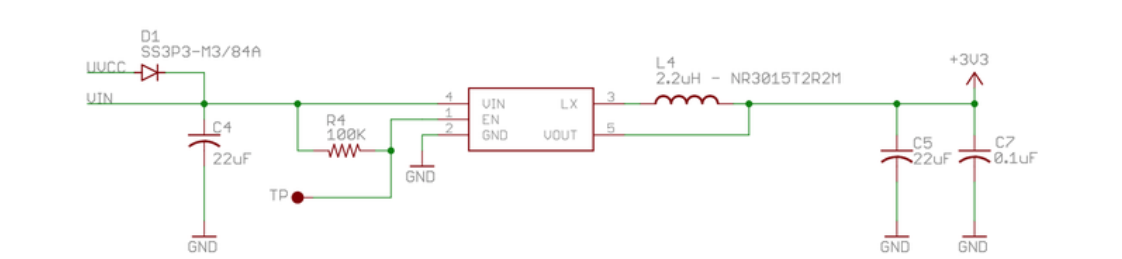 D1
SS3P3-M3/84A
UVCC
VIN
C4
22uF
GND
R4
100K
TP
4
1
2
VIN
EN
GND
LX
VOUT
3
5
GND
L4
2.2uH - NR3015T2R2M
+3V3
C5
22uF
GND
C7
0.1uF
GND